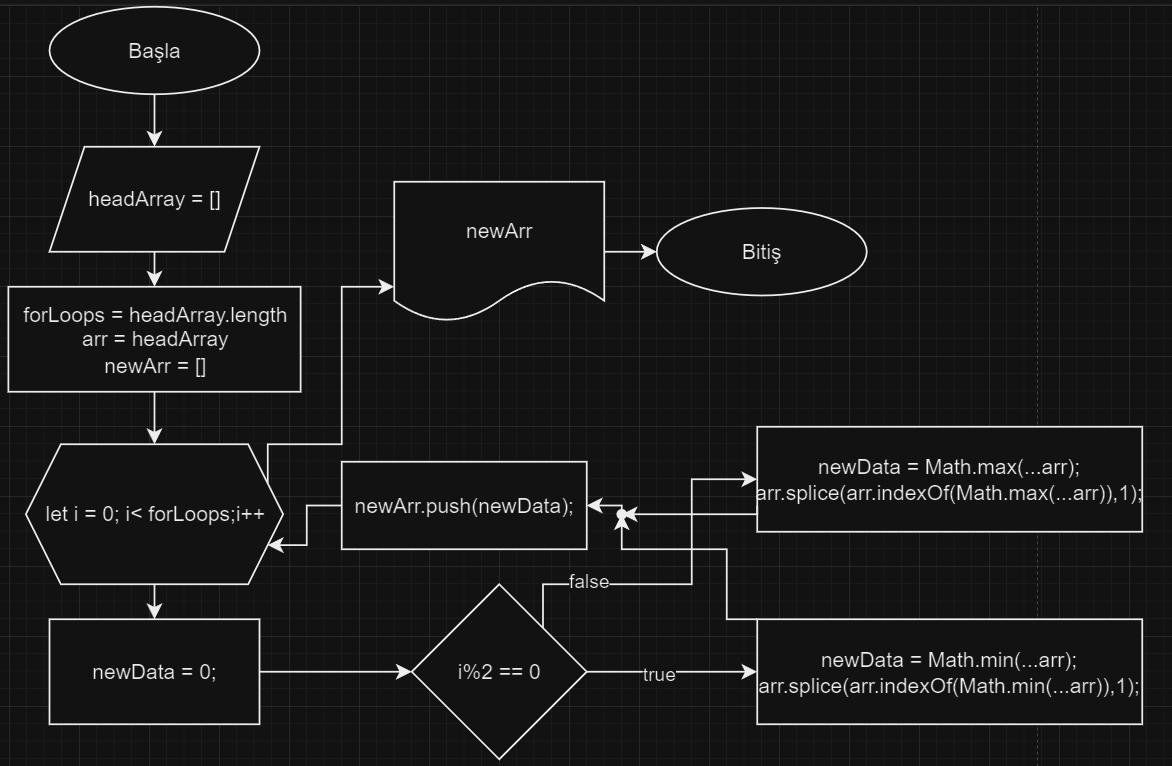 Başla
headArray = []
forLoops = headArray.length
arr = headArray
newArr = []
let i = 0; i< forLoops;i++
newData = 0;
i%2 == 0
false
true
newData = Math.max(...arr);
arr.splice(arr.indexOf(Math.max(...arr)),1);
newData = Math.min(...arr);
arr.splice(arr.indexOf(Math.min(...arr)),1);
newArr.push(newData);
newArr
Bitiş